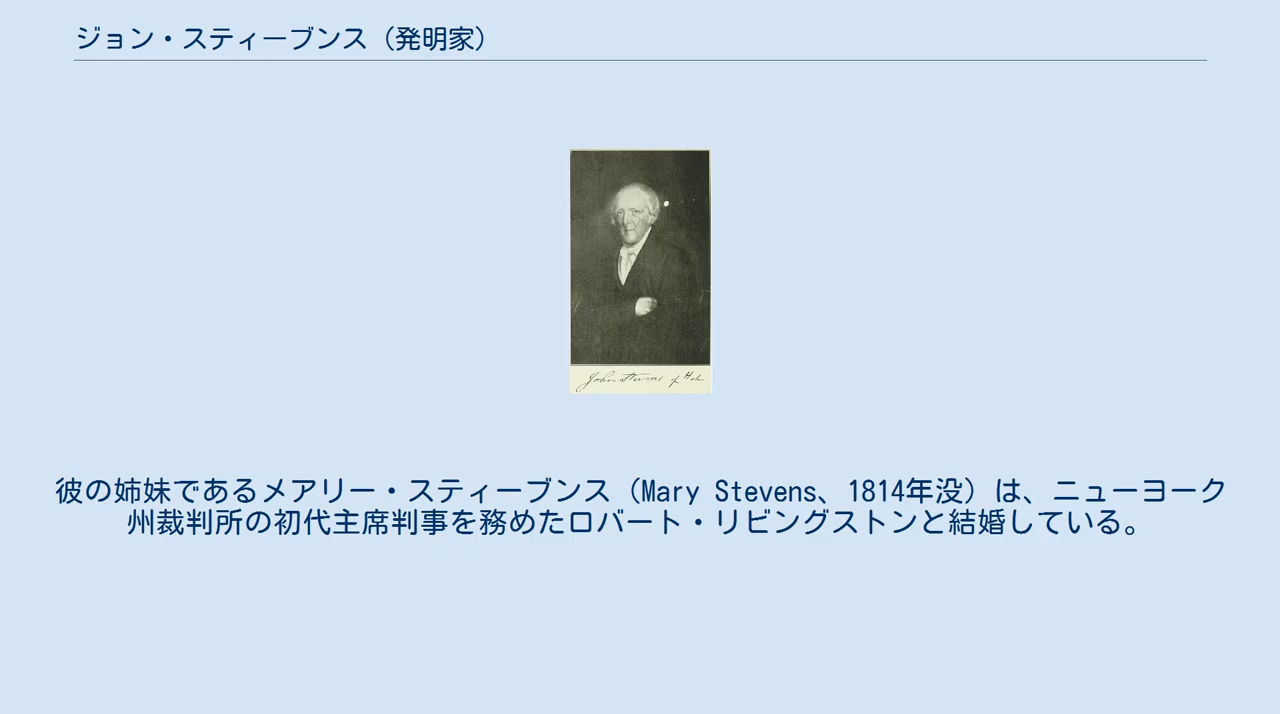 ジョン・スティーブンス（発明家）
John Stevens of Hobo
彼の姉妹であるメアリー・スティーブンス（Mary Stevens、1814年没）は、ニューヨーク
州裁判所の初代主席判事を務めたロバート・リビングストンと結婚している。